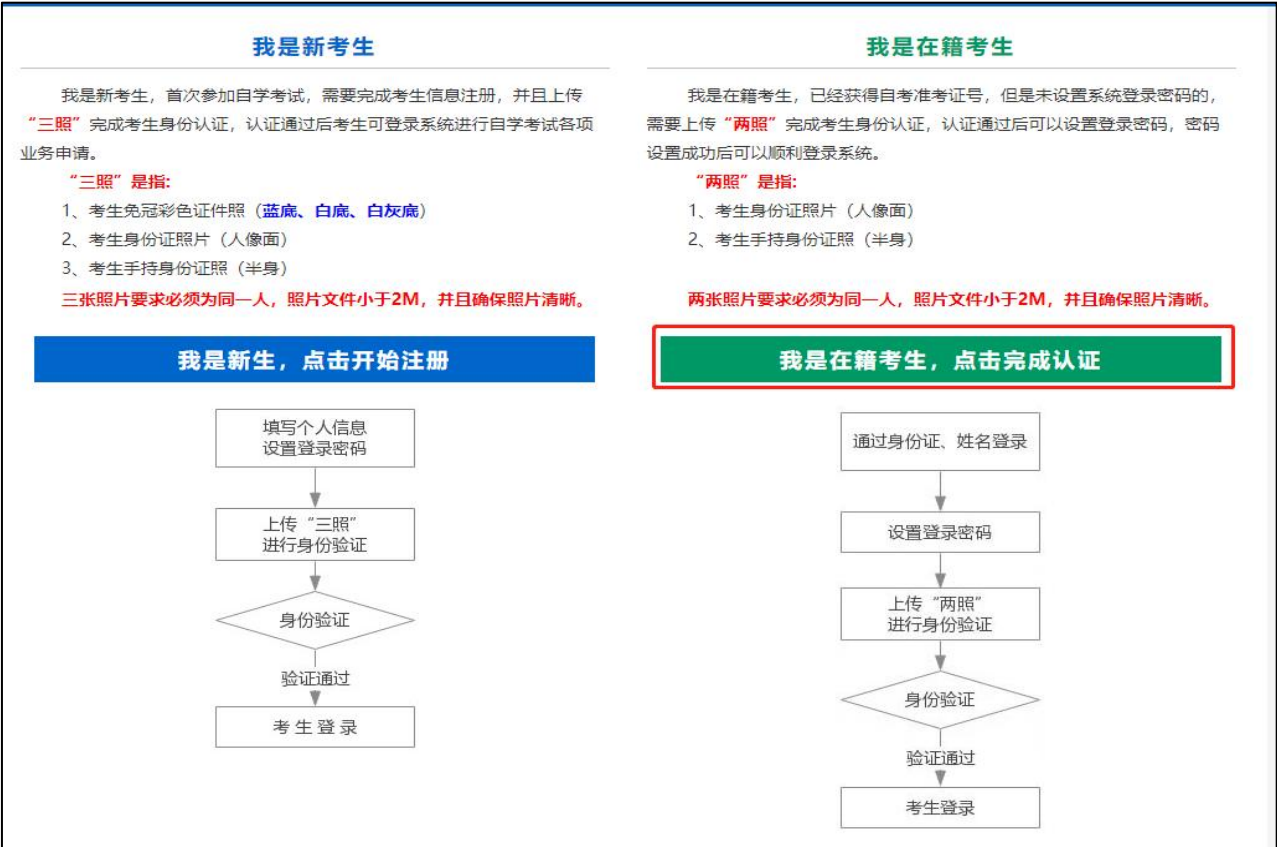 我是新考生
我是新考生，首次参加自学考试，需要完成考生信息注册，并且上传
“三照”完成考生身份认证，认证通过后考生可登录系统进行自学考试各项
业务申请。
“三照”是指:
1、考生免冠彩色证件照（蓝底、白底、白灰底）
2、考生身份证照片（人像面）
3、考生手持身份证照（半身）
三张照片要求必须为同一人，照片文件小于2M，并且确保照片清晰。
我是新生，点击开始注册
填写个人信息
设置登录密码
上传“三照”
进行身份验证
身份验证
验证通过
考 生 登 录
我是在籍考生
我是在籍考生，已经获得自考准考证号，但是未设置系统登录密码的，
需要上传“两照”完成考生身份认证，认证通过后可以设置登录密码，密码
设置成功后可以顺利登录系统。
“两照”是指:
1、考生身份证照片（人像面）
2、考生手持身份证照（半身）
两张照片要求必须为同一人，照片文件小于2M，并且确保照片清晰。
我是在籍考生，点击完成认证
通过身份证、姓名登录
设置登录密码
上传“两照”
进行身份验证
身份验证
验证通过
考生登录